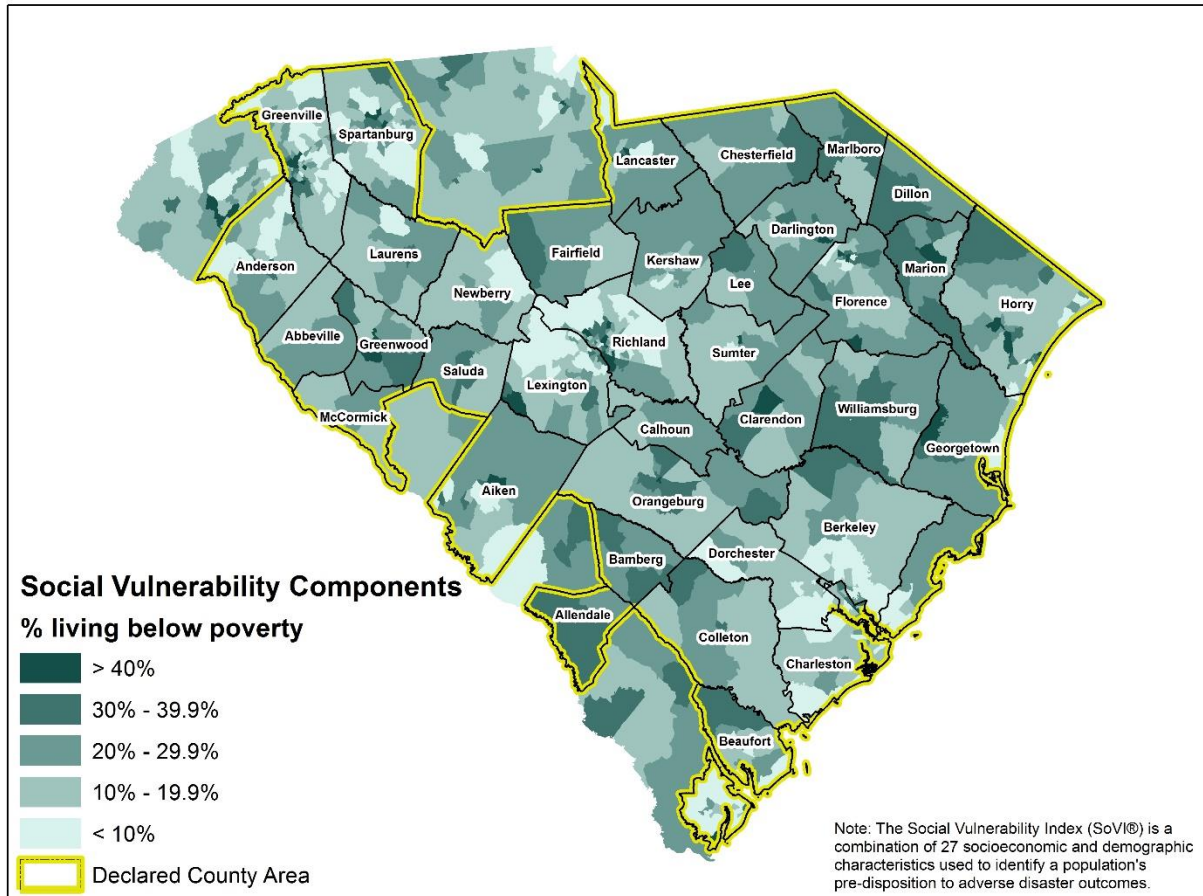 Greenville
Spartanburg
Lancaster
Chesterfield
Marlboro
Dillon
Darlington
Marion
Horry
Anderson
Laurens
Newberry
Fairfield
Kershaw
Lee
Florence
Abbeville
Greenwood
Saluda
Lexington
Richland
Sumter
McCormick
Calhoun
Clarendon
Williamsburg
Georgetown
Aiken
Orangeburg
Berkeley
Bamberg
Dorchester
Allendale
Colleton
Charleston
Beaufort
Social Vulnerability Components
% living below poverty
> 40%
30% - 39.9%
20% - 29.9%
10% - 19.9%
< 10%
Declared County Area
Note: The Social Vulnerability Index (SoVI®) is a
combination of 27 socioeconomic and demographic
characteristics used to identify a population's
pre-disposition to adverse disaster outcomes.